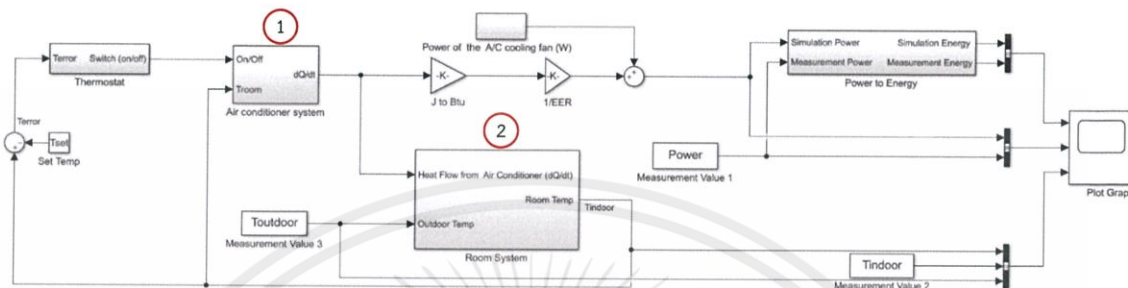 1
Power of the A/C cooling fan (W)
Terror
Switch (on/off)
Thermostat
On/Off
dQ/dt
Troom
Air conditioner system
-K-
J to Btu
-K-
1/EER
Simulation Power
Simulation Energy
Measurement Power
Measurement Energy
Power to Energy
Terror
Tset
Set Temp
2
Heat Flow from Air Conditioner (dQ/dt)
Room Temp
Outdoor Temp
Room System
Tindoor
Power
Measurement Value 1
Plot Grap
Toutdoor
Measurement Value 3
Tindoor
Measurement Value 2